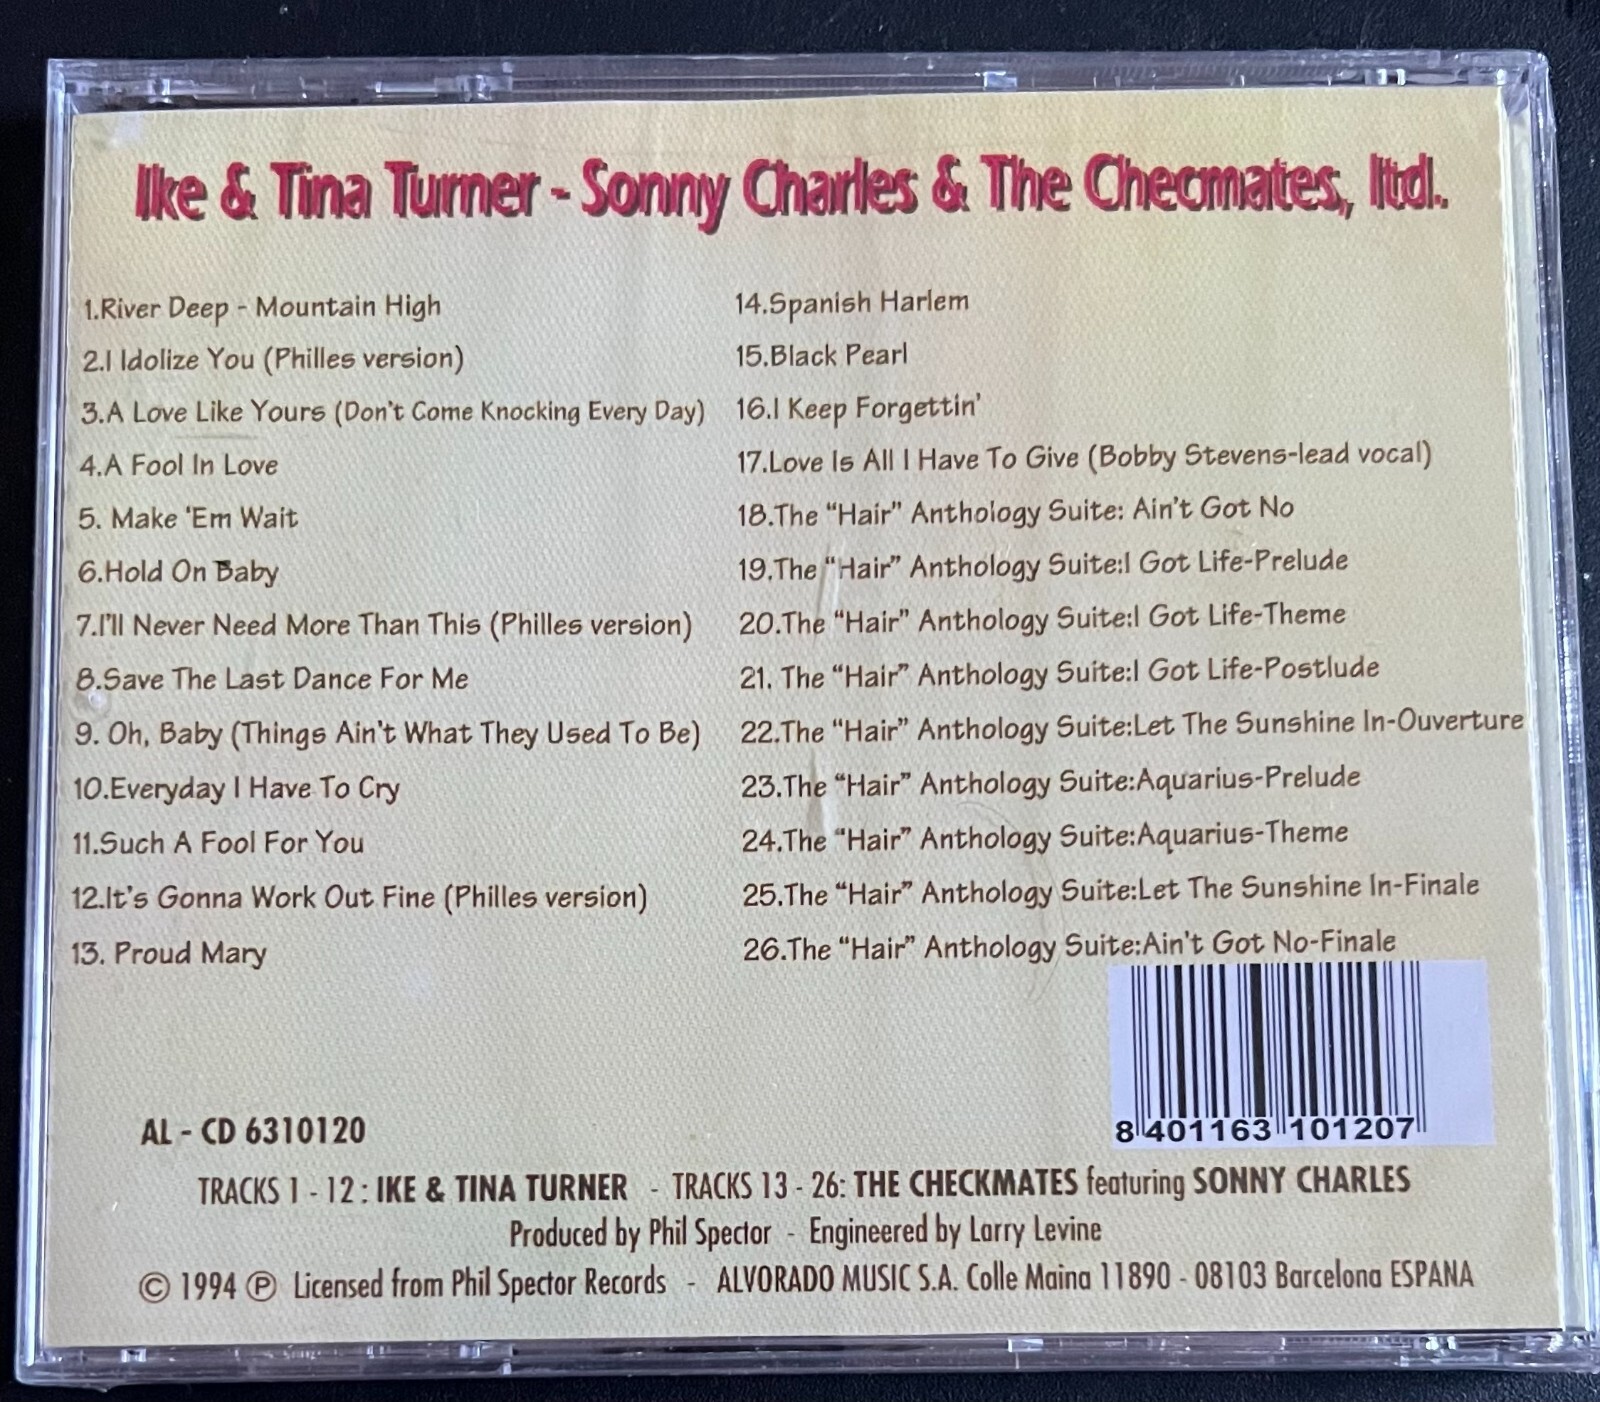 Ike & Tina Turner - Sonny Charles & The Checmates, ltd.
1.River Deep - Mountain High
2.I Idolize You (Philles version)
3.A Love Like Yours (Don't Come Knocking Every Day)
4.A Fool In Love
5. Make 'Em Wait
6.Hold On Baby
7.I'll Never Need More Than This (Philles version)
8.Save The Last Dance For Me
9. Oh, Baby (Things Ain't What They Used To Be)
10.Everyday I Have To Cry
11.Such A Fool For You
12.It's Gonna Work Out Fine (Philles version)
13. Proud Mary
14.Spanish Harlem
15.Black Pearl
16.I Keep Forgettin'
17.Love Is All I Have To Give (Bobby Stevens-lead vocal)
18.The “Hair” Anthology Suite: Ain't Got No
19.The “Hair” Anthology Suite:I Got Life-Prelude
20.The “Hair” Anthology Suite:I Got Life-Theme
21. The “Hair” Anthology Suite:I Got Life-Postlude
22.The “Hair” Anthology Suite:Let The Sunshine In-Ouverture
23.The “Hair” Anthology Suite:Aquarius-Prelude
24.The “Hair” Anthology Suite:Aquarius-Theme
25.The “Hair” Anthology Suite:Let The Sunshine In-Finale
26.The “Hair” Anthology Suite:Ain't Got No-Finale
8 401163 101207
AL - CD 6310120
TRACKS 1 - 12 : IKE & TINA TURNER - TRACKS 13 - 26: THE CHECKMATES featuring SONNY CHARLES
Produced by Phil Spector - Engineered by Larry Levine
© 1994 ℗ Licensed from Phil Spector Records - ALVORADO MUSIC S.A. Colle Maina 11890 - 08103 Barcelona ESPANA